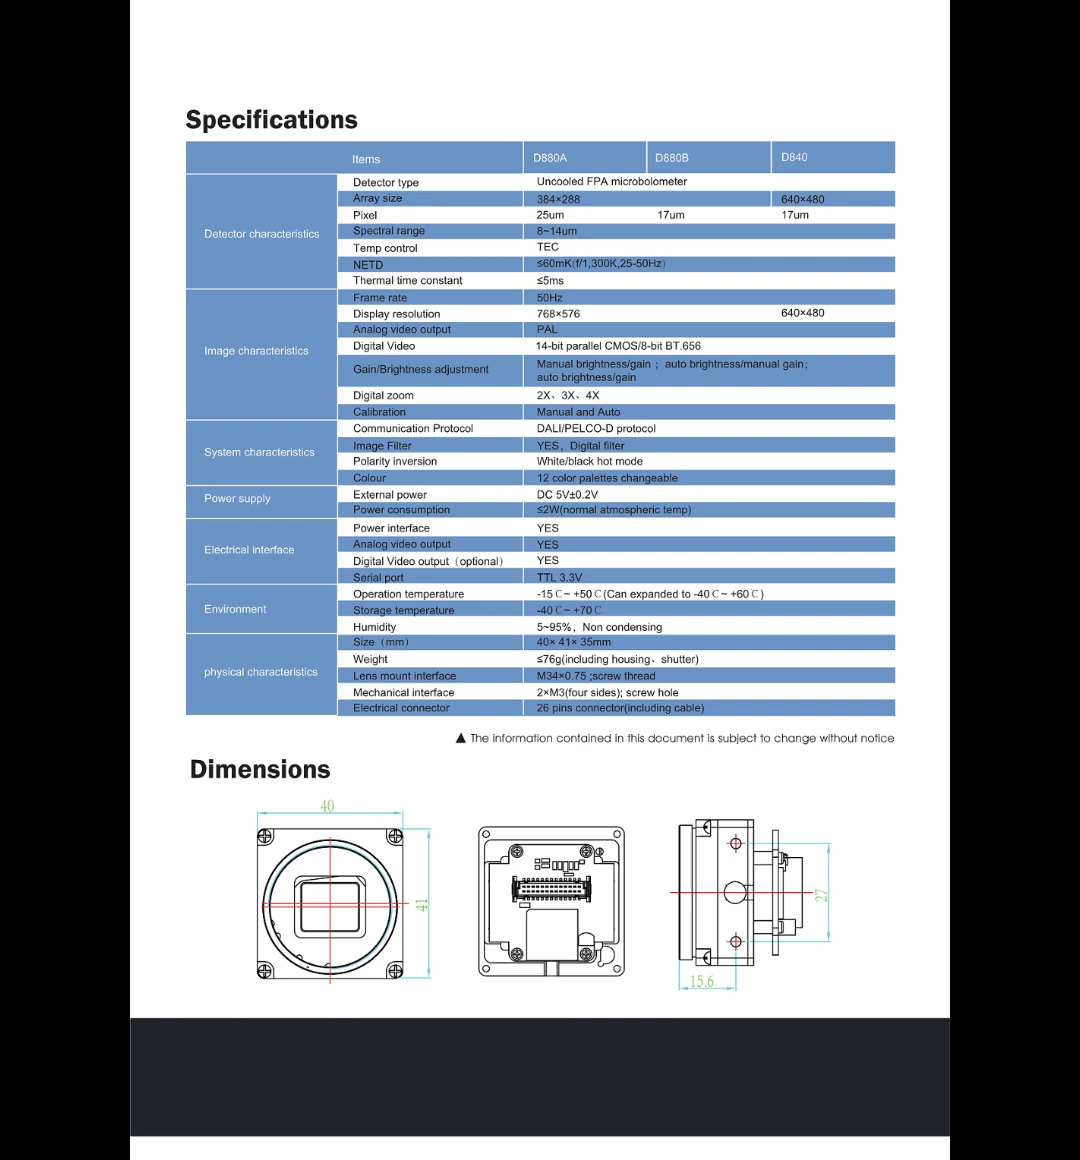 Specifications
Items D880A D880B D840
Detector characteristics
Detector type Uncooled FPA microbolometer
Array size 384×288 640×480
Pixel 25um 17um 17um
Spectral range 8~14um
Temp control TEC
NETD ≤60mK(f/1,300K,25-50Hz)
Thermal time constant ≤5ms
Image characteristics
Frame rate 50Hz
Display resolution 768×576 640×480
Analog video output PAL
Digital Video 14-bit parallel CMOS/8-bit BT.656
Gain/Brightness adjustment Manual brightness/gain ；auto brightness/manual gain；
auto brightness/gain
Digital zoom 2X、3X、4X
Calibration Manual and Auto
System characteristics
Communication Protocol DALI/PELCO-D protocol
Image Filter YES，Digital filter
Polarity inversion White/black hot mode
Colour 12 color palettes changeable
Power supply
External power DC 5V±0.2V
Power consumption ≤2W(normal atmospheric temp)
Electrical interface
Power interface YES
Analog video output YES
Digital Video output（optional） YES
Serial port TTL 3.3V
Environment
Operation temperature -15℃~ +50℃(Can expanded to -40℃~ +60℃)
Storage temperature -40℃~ +70℃
Humidity 5~95%，Non condensing
physical characteristics
Size（mm） 40× 41× 35mm
Weight ≤76g(including housing、shutter)
Lens mount interface M34×0.75 ;screw thread
Mechanical interface 2×M3(four sides); screw hole
Electrical connector 26 pins connector(including cable)
▲ The information contained in this document is subject to change without notice
Dimensions
40
41
27
15.6